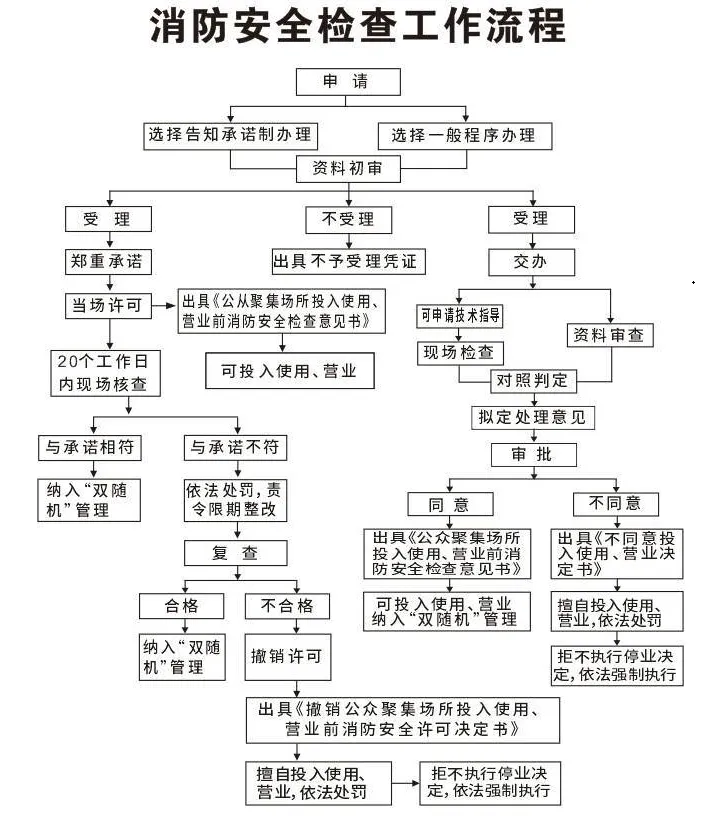 消防安全检查工作流程
申 请
选择告知承诺制办理
选择一般程序办理
资料初审
受 理
不受理
受理
郑重承诺
出具不予受理凭证
交办
当场许可
出具《公从聚集场所投入使用、
营业前消防安全检查意见书》
可申请技术指导
资料审查
现场检查
20个工作日
内现场核查
可投入使用、营业
对照判定
拟定处理意见
与承诺相符
与承诺不符
审 批
纳入“双随
机”管理
依法处罚,责
令限期整改
同 意
不同意
出具《公众聚集场所
投入使用、营业前消
防安全检查意见书》
出具《不同意投
入使用、营业决
定书》
复 查
合格
不合格
可投入使用、营业
纳入“双随机”管理
擅自投入使用、
营业,依法处罚
纳入“双随
机”管理
撤销许可
拒不执行停业决
定,依法强制执行
出具《撤销公众聚集场所投入使用、
营业前消防安全许可决定书》
擅自投入使用、
营业,依法处罚
拒不执行停业决
定,依法强制执行